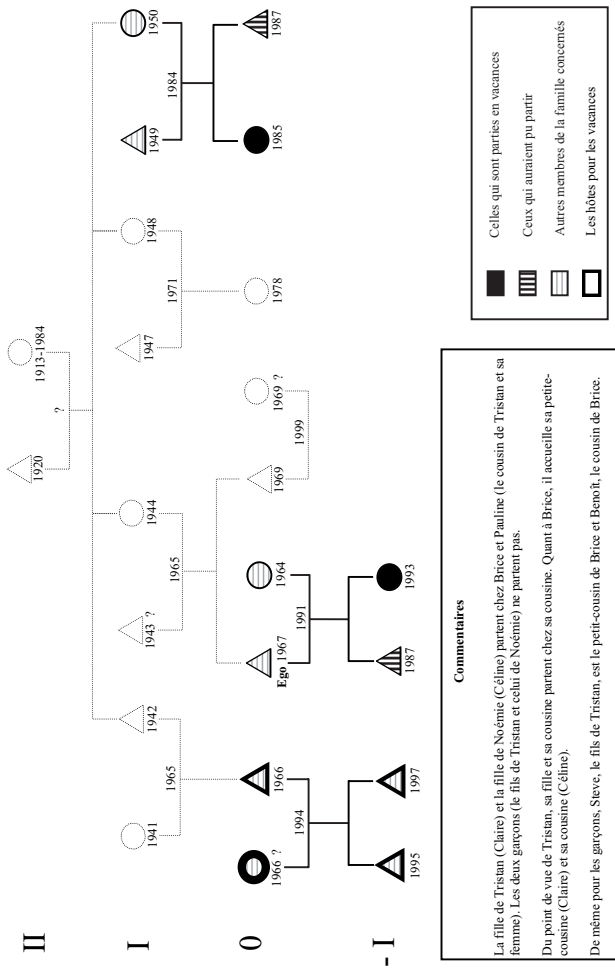 II
1920
1913-1984
?
I
1941
1942
1943 ?
1944
1947
1948
1949
1950
1965
1965
1971
1984
0
1966 ?
1966
Ego 1967
1964
1969
1969 ?
1978
1985
1987
1994
1991
1999
- I
1995
1997
1987
1993
Commentaires
La fille de Tristan (Claire) et la fille de Noémie (Céline) partent chez Brice et Pauline (le cousin de Tristan et sa
femme). Les deux garçons (le fils de Tristan et celui de Noémie) ne partent pas.
Du point de vue de Tristan, sa fille et sa cousine partent chez sa cousine. Quant à Brice, il accueille sa petite-
cousine (Claire) et sa cousine (Céline).
De même pour les garçons, Steve, le fils de Tristan, est le petit-cousin de Brice et Benoît, le cousin de Brice.
Celles qui sont parties en vacances
Ceux qui auraient pu partir
Autres membres de la famille concernés
Les hôtes pour les vacances